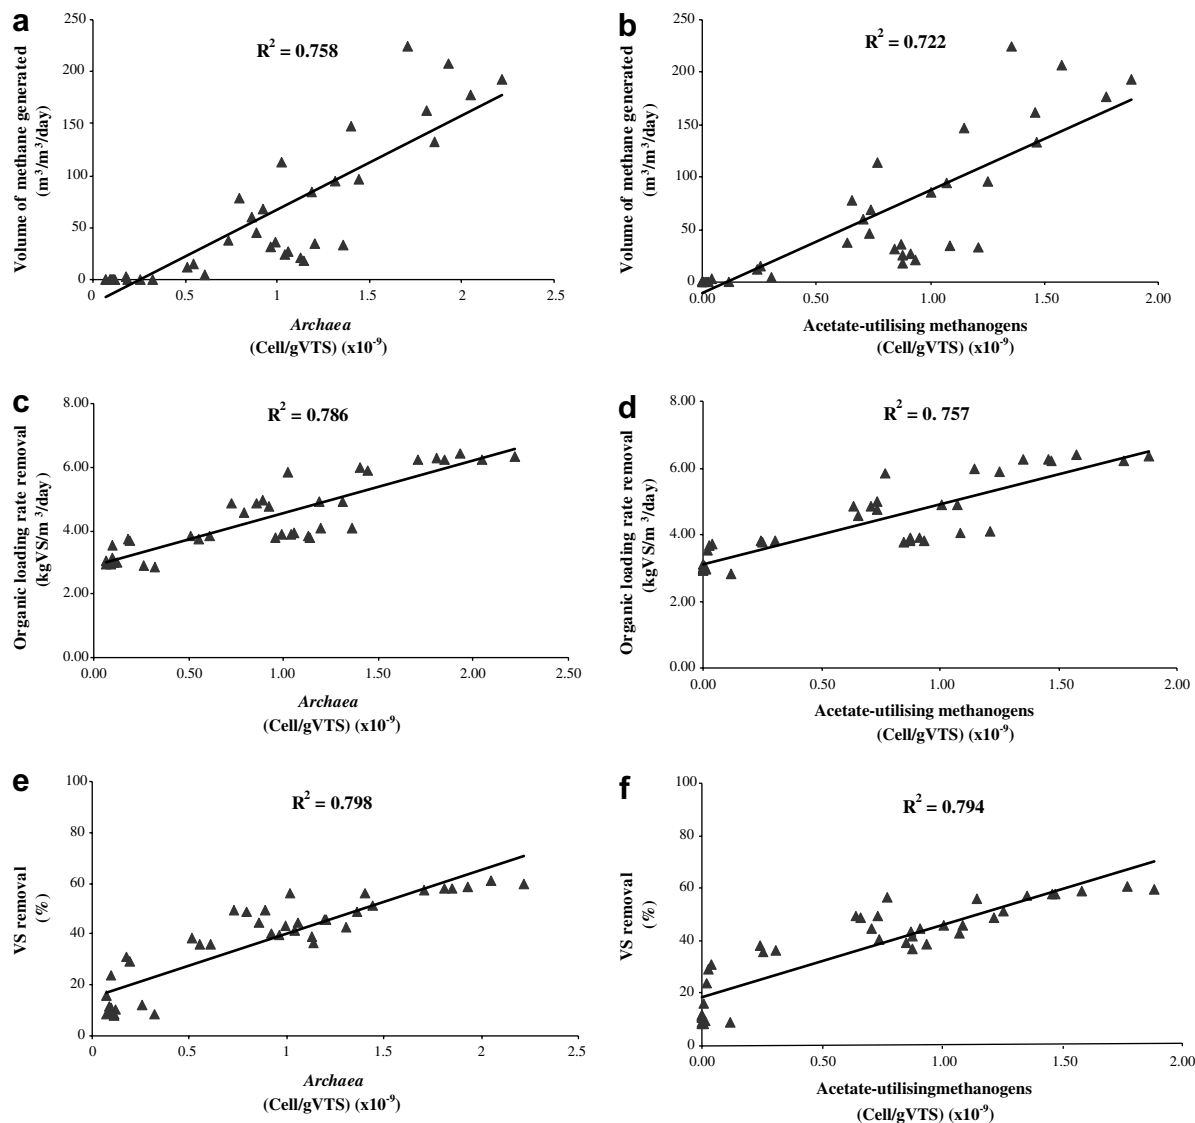 a
R² = 0.758
Volume of methane generated
(m³/m³/day)
250
200
150
100
50
0
0
0.5
1
1.5
2
2.5
Archaea
(Cell/gVTS) (x10⁻⁹)
b
R² = 0.722
Volume of methane generated
(m³/m³/day)
250
200
150
100
50
0
0.00
0.50
1.00
1.50
2.00
Acetate-utilising methanogens
(Cell/gVTS) (x10⁻⁹)
c
R² = 0.786
Organic loading rate removal
(kgVS/m³/day)
8.00
6.00
4.00
2.00
0.00
0.00
0.50
1.00
1.50
2.00
2.50
Archaea
(Cell/gVTS) (x10⁻⁹)
d
R² = 0. 757
Organic loading rate removal
(kgVS/m³/day)
8.00
6.00
4.00
2.00
0.00
0.00
0.50
1.00
1.50
2.00
Acetate-utilising methanogens
(Cell/gVTS) (x10⁻⁹)
e
R² = 0.798
VS removal
(%)
100
80
60
40
20
0
0
0.5
1
1.5
2
2.5
Archaea
(Cell/gVTS) (x10⁻⁹)
f
R² = 0.794
VS removal
(%)
100
80
60
40
20
0
0.00
0.50
1.00
1.50
2.00
Acetate-utilisingmethanogens
(Cell/gVTS) (x10⁻⁹)